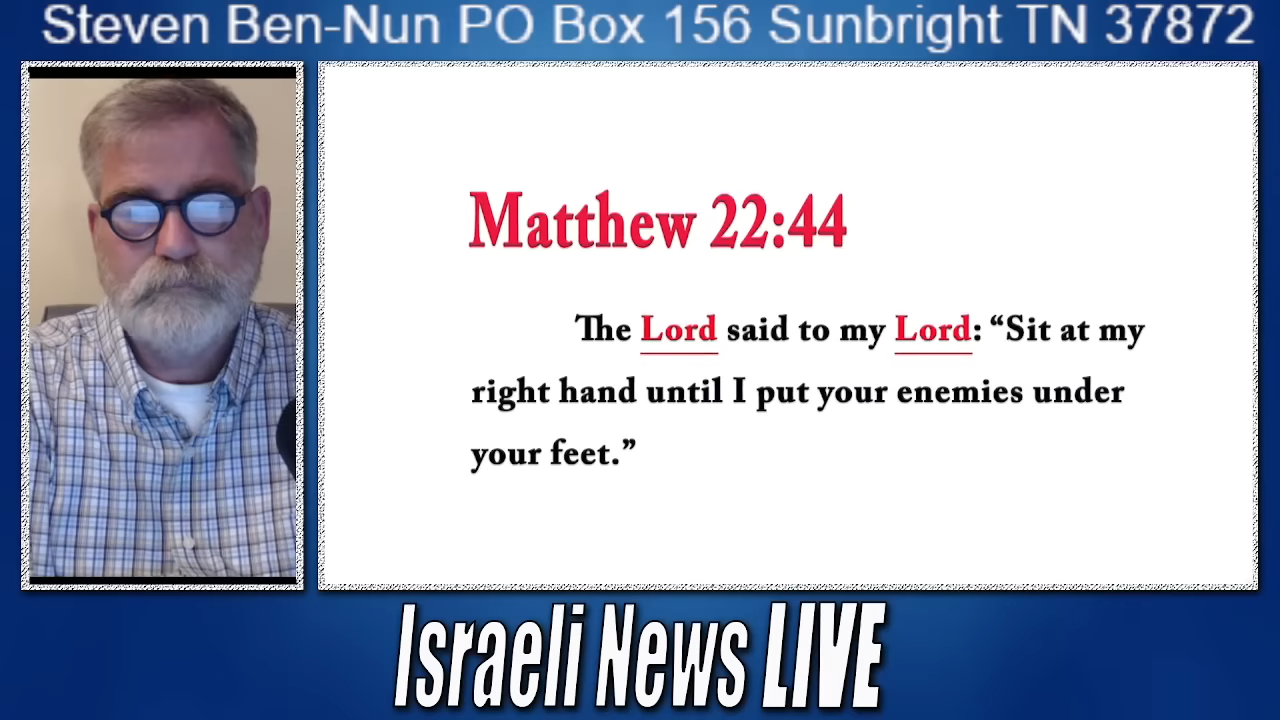 Steven Ben-Nun PO Box 156 Sunbright TN 37872
Matthew 22:44
The Lord said to my Lord: “Sit at my
right hand until I put your enemies under
your feet.”
Israeli News LIVE